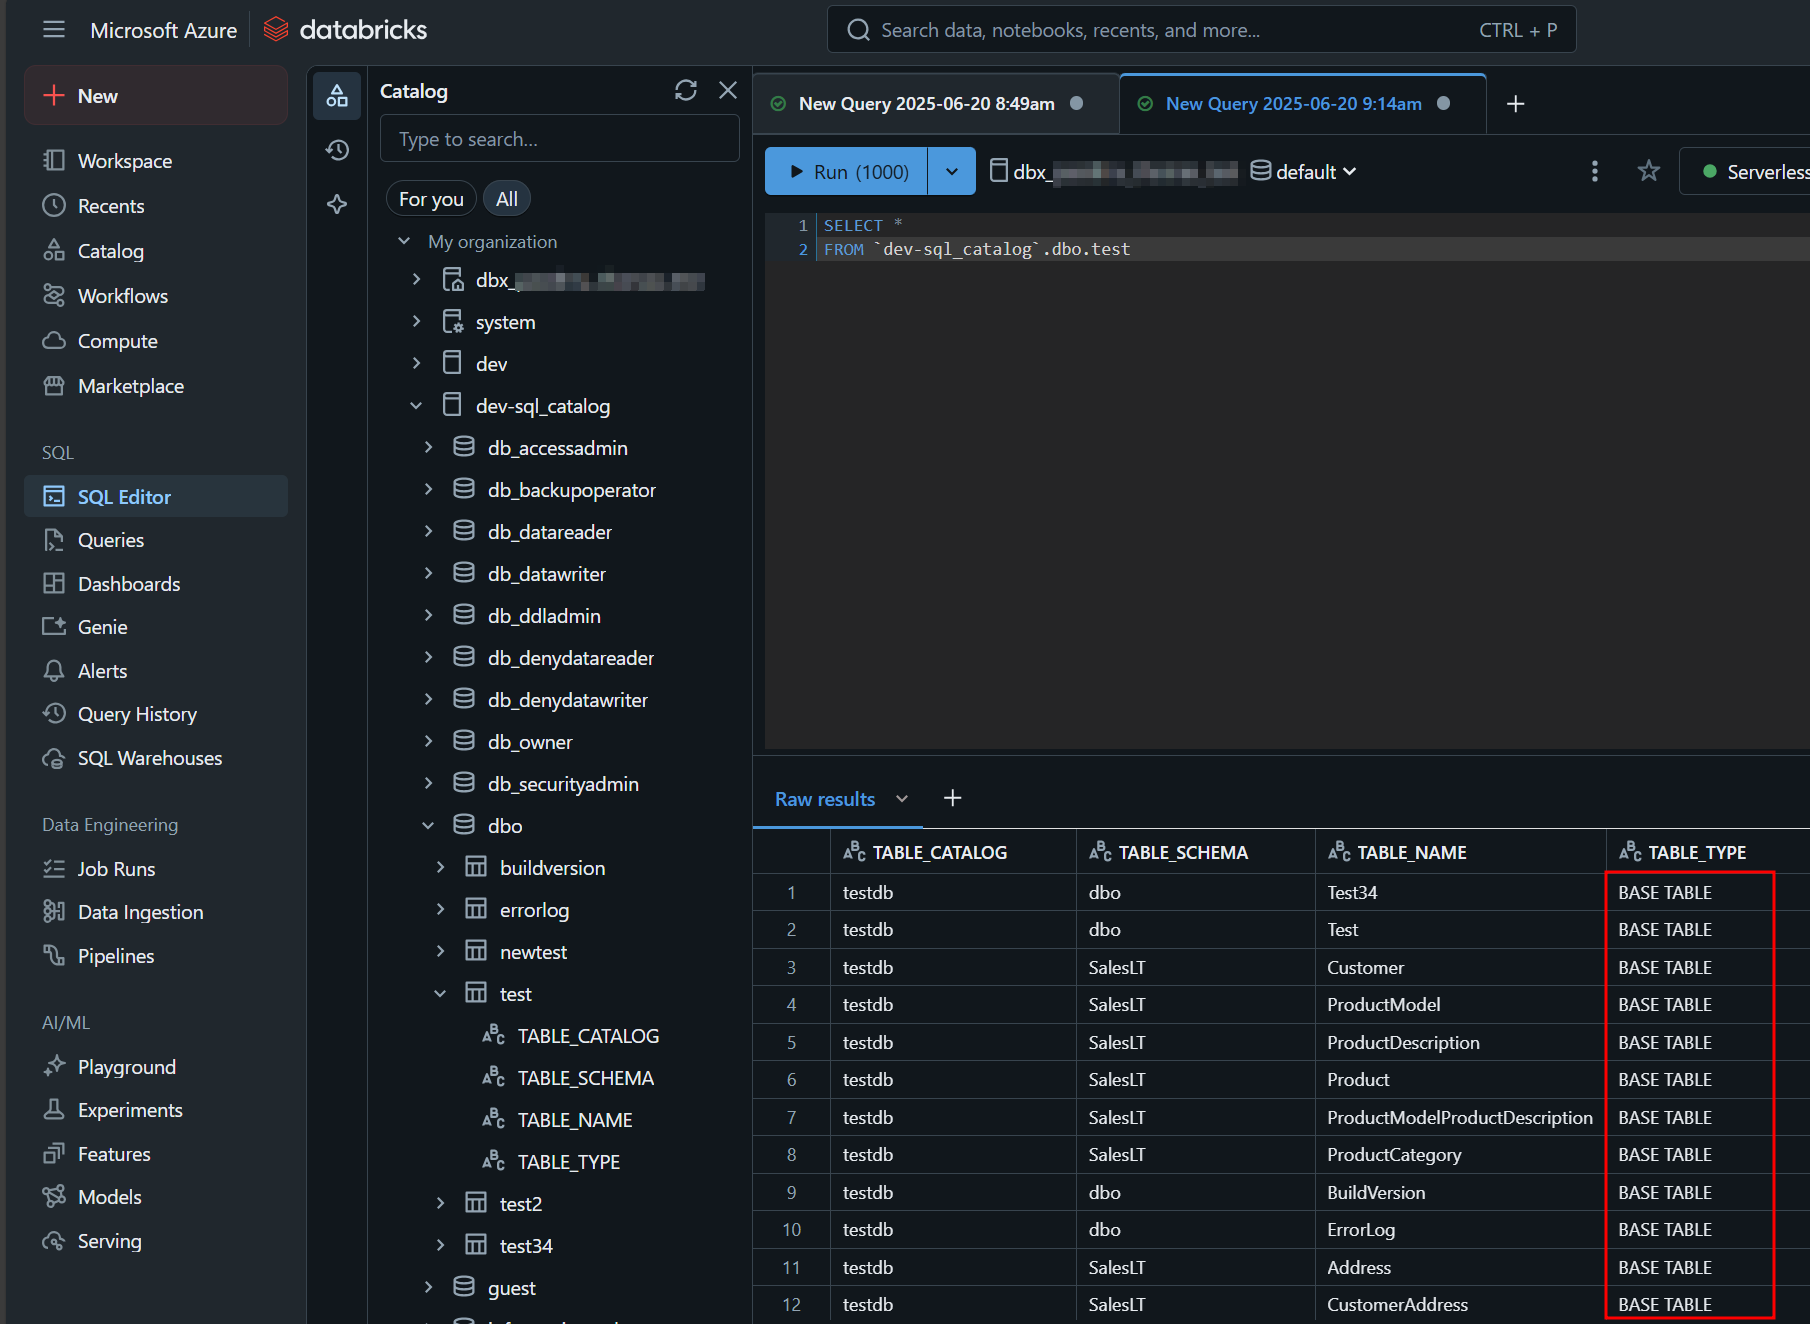 Microsoft Azure
databricks
Search data, notebooks, recents, and more...
CTRL + P
New
Workspace
Recents
Catalog
Workflows
Compute
Marketplace
SQL
SQL Editor
Queries
Dashboards
Genie
Alerts
Query History
SQL Warehouses
Data Engineering
Job Runs
Data Ingestion
Pipelines
AI/ML
Playground
Experiments
Features
Models
Serving
Catalog
Type to search...
For you
All
My organization
dbx_
system
dev
dev-sql_catalog
db_accessadmin
db_backupoperator
db_datareader
db_datawriter
db_ddladmin
db_denydatareader
db_denydatawriter
db_owner
db_securityadmin
dbo
buildversion
errorlog
newtest
test
TABLE_CATALOG
TABLE_SCHEMA
TABLE_NAME
TABLE_TYPE
test2
test34
guest
New Query 2025-06-20 8:49am
New Query 2025-06-20 9:14am
Run (1000)
dbx_
default
Serverless
1 SELECT *
2 FROM `dev-sql_catalog`.dbo.test
Raw results
TABLE_CATALOG TABLE_SCHEMA TABLE_NAME TABLE_TYPE
1 testdb dbo Test34 BASE TABLE
2 testdb dbo Test BASE TABLE
3 testdb SalesLT Customer BASE TABLE
4 testdb SalesLT ProductModel BASE TABLE
5 testdb SalesLT ProductDescription BASE TABLE
6 testdb SalesLT Product BASE TABLE
7 testdb SalesLT ProductModelProductDescription BASE TABLE
8 testdb SalesLT ProductCategory BASE TABLE
9 testdb dbo BuildVersion BASE TABLE
10 testdb dbo ErrorLog BASE TABLE
11 testdb SalesLT Address BASE TABLE
12 testdb SalesLT CustomerAddress BASE TABLE